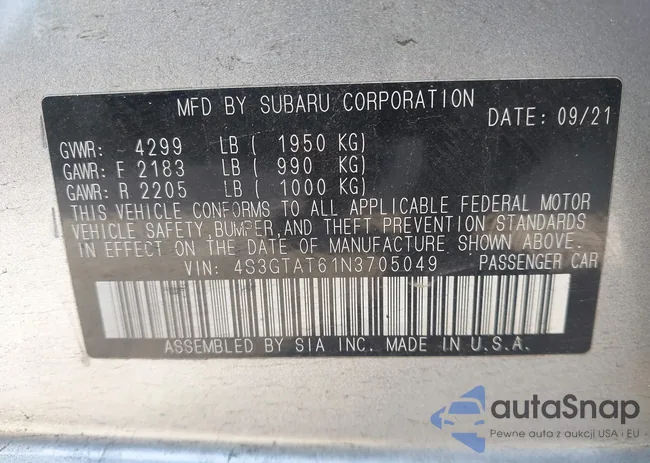 MFD BY SUBARU CORPORATION
DATE: 09/21
GVWR: 4299 LB ( 1950 KG)
GAWR: F 2183 LB ( 990 KG)
GAWR: R 2205 LB ( 1000 KG)
THIS VEHICLE CONFORMS TO ALL APPLICABLE FEDERAL MOTOR
VEHICLE SAFETY, BUMPER, AND THEFT PREVENTION STANDARDS
IN EFFECT ON THE DATE OF MANUFACTURE SHOWN ABOVE.
VIN: 4S3GTAT61N3705049 PASSENGER CAR
ASSEMBLED BY SIA INC. MADE IN U.S.A.
autaSnap
Pewne auta z aukcji USA i EU